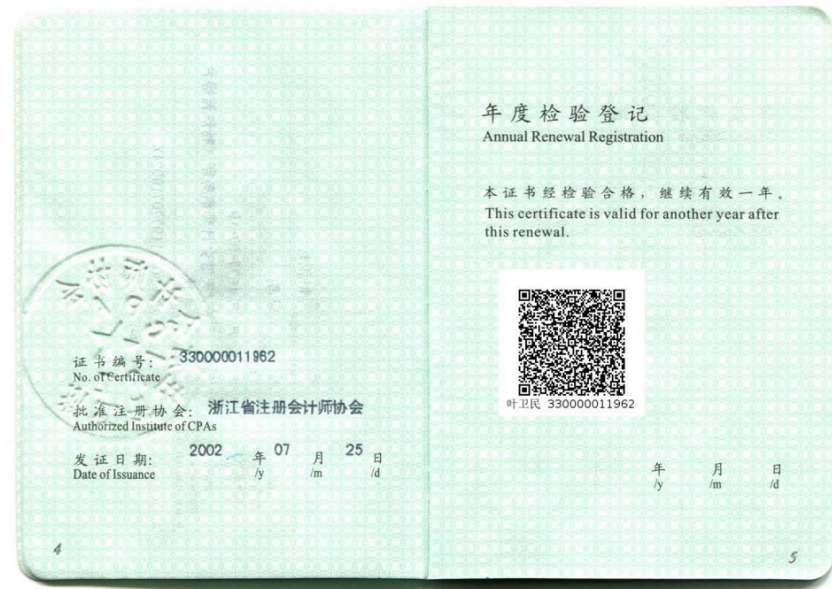 证书编号: 330000011962
No. of Certificate
批准注册协会: 浙江省注册会计师协会
Authorized Institute of CPAs
发证日期: 2002 年 07 月 25 日
Date of Issuance /y /m /d
4
年度检验登记
Annual Renewal Registration
本证书经检验合格，继续有效一年。
This certificate is valid for another year after
this renewal.
叶卫民 330000011962
年 月 日
/y /m /d
5